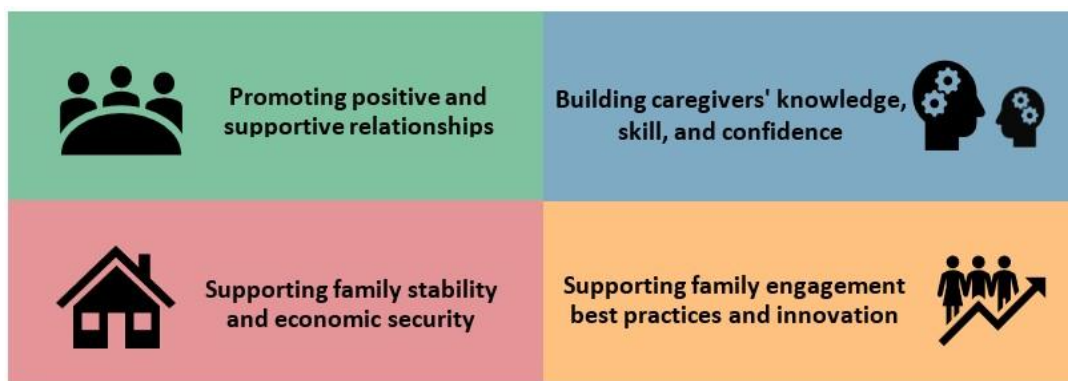 Promoting positive and
supportive relationships
Building caregivers' knowledge,
skill, and confidence
Supporting family stability
and economic security
Supporting family engagement
best practices and innovation